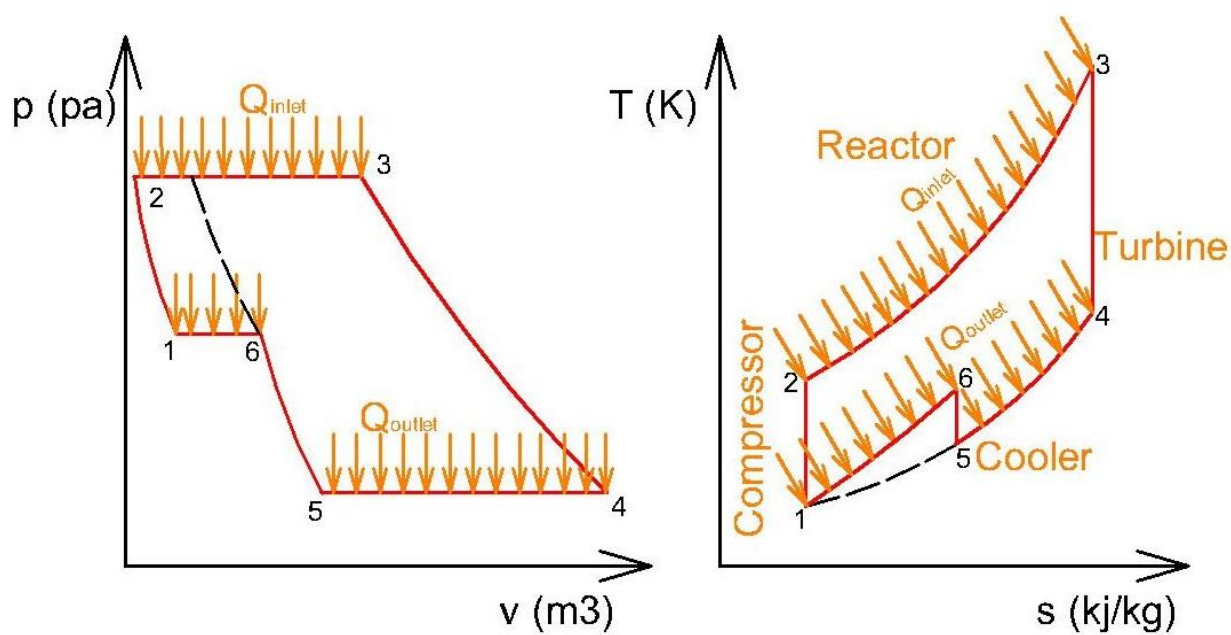 p (pa)
Qinlet
2
3
1
6
Qoutlet
5
4
v (m3)
T (K)
3
Reactor
Qinlet
Turbine
Compressor
2
Qoutlet
6
4
5
Cooler
1
s (kj/kg)